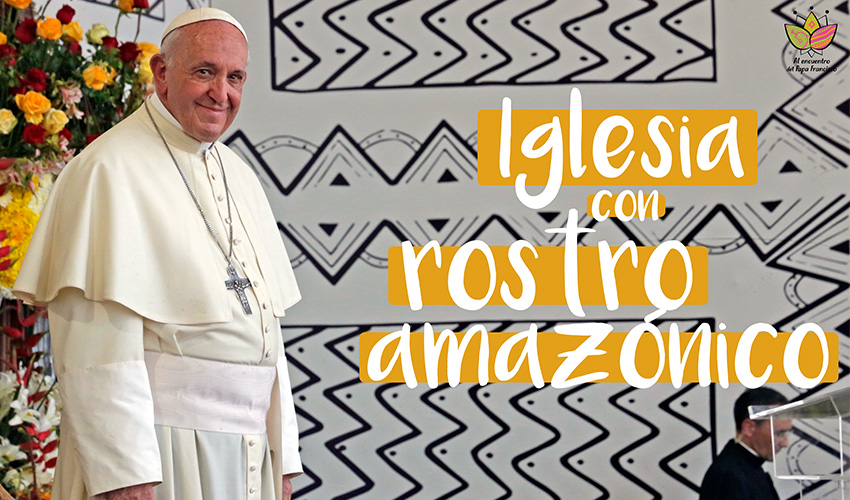 Al encuentro
del Papa Francisco
Iglesia
con
rostro
amazónico